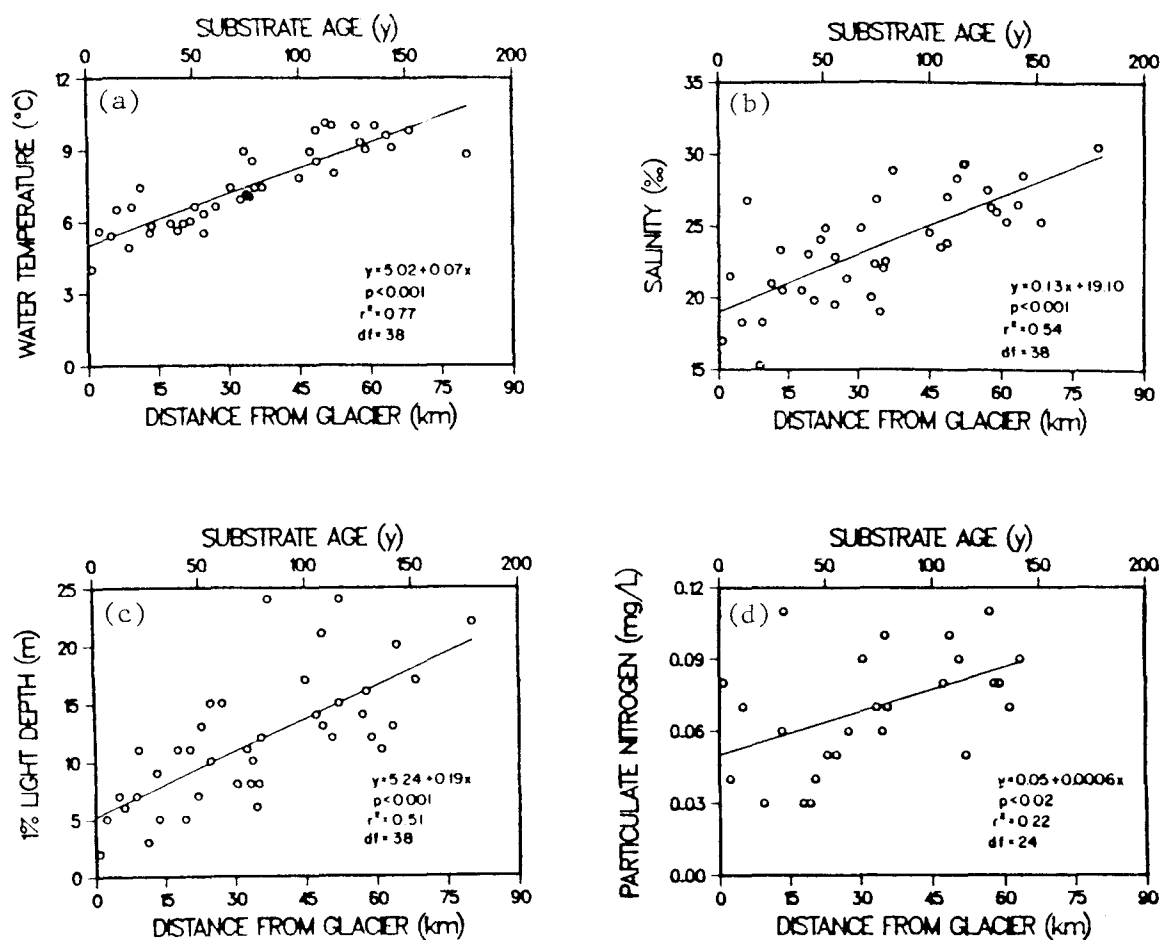 SUBSTRATE AGE (y)
0 50 100 150 200
(a)
WATER TEMPERATURE (°C)
12
9
6
3
0
y=5.02+0.07x
p<0.001
r²=0.77
df=38
0 15 30 45 60 75 90
DISTANCE FROM GLACIER (km)
SUBSTRATE AGE (y)
0 50 100 150 200
(b)
SALINITY (‰)
35
30
25
20
15
y=0.13x+19.10
p<0.001
r²=0.54
df=38
0 15 30 45 60 75 90
DISTANCE FROM GLACIER (km)
SUBSTRATE AGE (y)
0 50 100 150 200
(c)
1% LIGHT DEPTH (m)
25
20
15
10
5
0
y=5.24+0.19x
p<0.001
r²=0.51
df=38
0 15 30 45 60 75 90
DISTANCE FROM GLACIER (km)
SUBSTRATE AGE (y)
0 50 100 150 200
(d)
PARTICULATE NITROGEN (mg/L)
0.12
0.09
0.06
0.03
0.00
y=0.05+0.0006x
p<0.02
r²=0.22
df=24
0 15 30 45 60 75 90
DISTANCE FROM GLACIER (km)